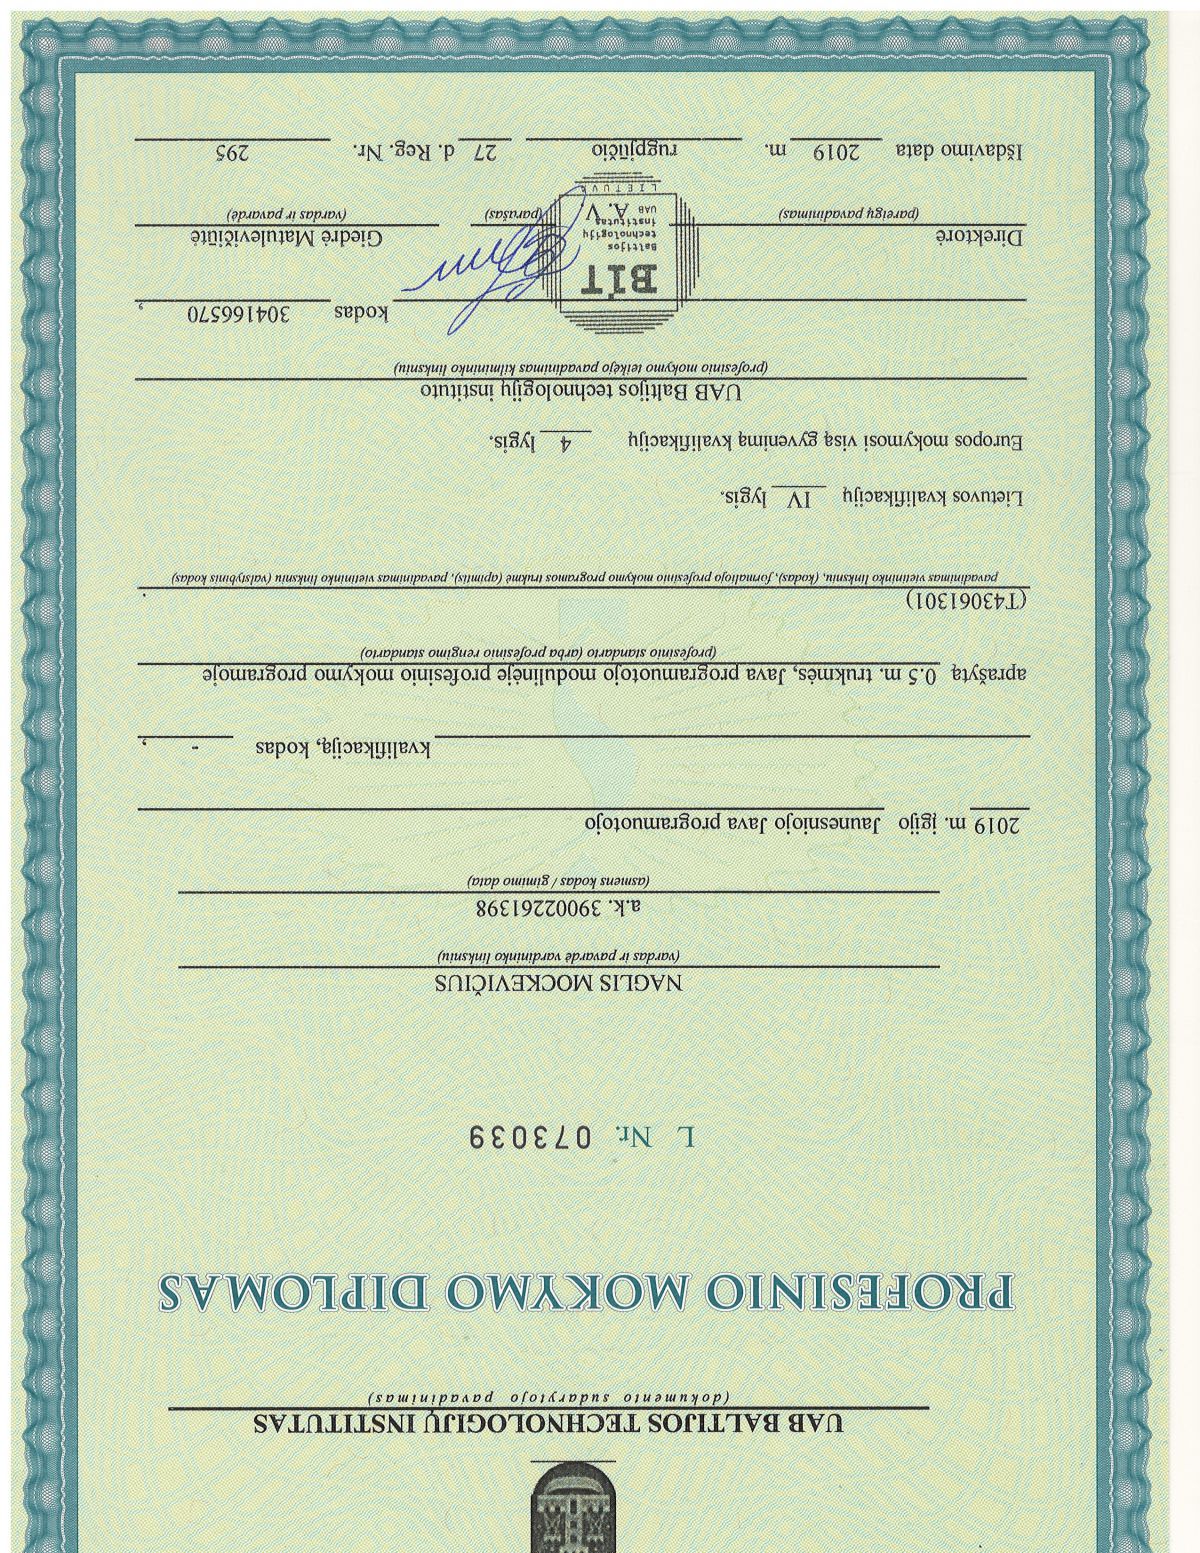 UAB BALTIJOS TECHNOLOGIJŲ INSTITUTAS
(dokumento sudarytojo pavadinimas)
PROFESINIO MOKYMO DIPLOMAS
L Nr. 073039
NAGLIS MOCKEVIČIUS
(vardas ir pavardė vardininko linksniu)
a.k. 39002261398
(asmens kodas / gimimo data)
2019 m. įgijo Jaunesniojo Java programuotojo
kvalifikaciją, kodas - ,
aprašytą 0.5 m. trukmės, Java programuotojo modulinėje profesinio mokymo programoje
(profesinio standarto (arba profesinio rengimo standarto)
(T43061301) .
pavadinimas vietininko linksniu, (kodas), formaliojo profesinio mokymo programos trukmė (apimtis), pavadinimas vietininko linksniu (valstybinis kodas)
Lietuvos kvalifikacijų IV lygis.
Europos mokymosi visą gyvenimą kvalifikacijų 4 lygis.
UAB Baltijos technologijų instituto
(profesinio mokymo teikėjo pavadinimas kilmininko linksniu)
kodas 304166570 ,
BIT
Baltijos
technologijų
institutas
UAB
LIETUVA
Direktorė Giedrė Matulevičiūtė
(pareigų pavadinimas) A. V. (parašas) (vardas ir pavardė)
Išdavimo data 2019 m. rugpjūčio 27 d. Reg. Nr. 295